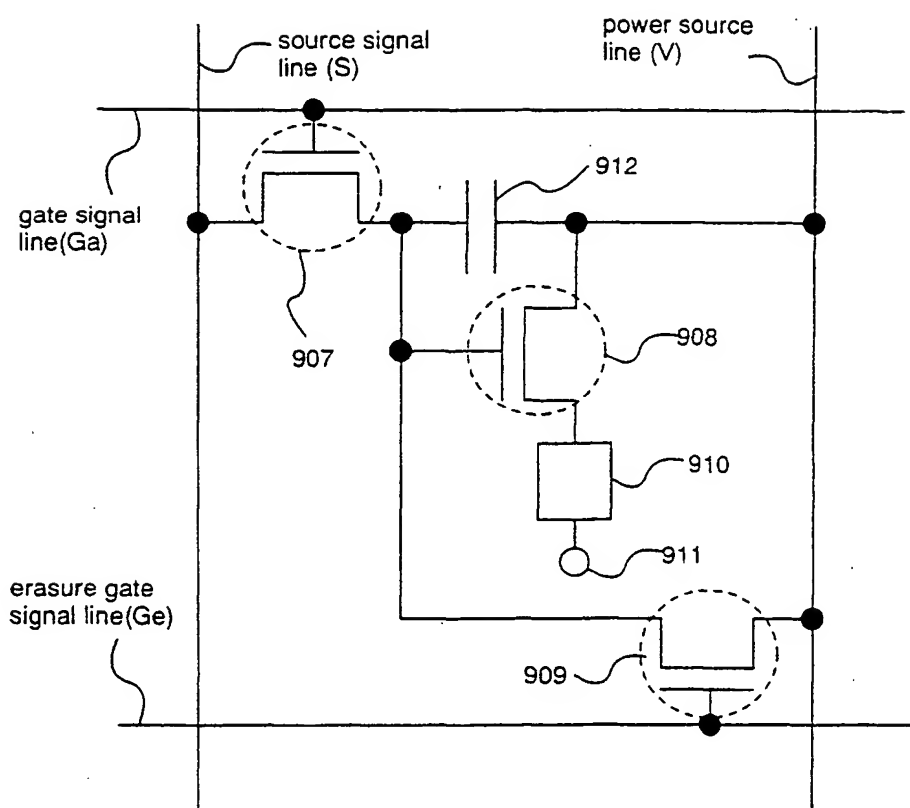 source signal
line (S)
power source
line (V)
912
gate signal
line(Ga)
907
908
910
911
erasure gate
signal line(Ge)
909